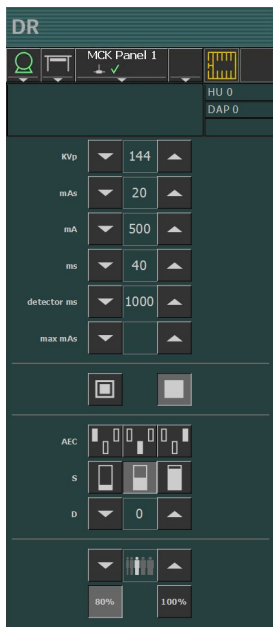 DR
MCK Panel 1
HU 0
DAP 0
KVp 144
mAs 20
mA 500
ms 40
detector ms 1000
max mAs
AEC
S
D 0
80% 100%